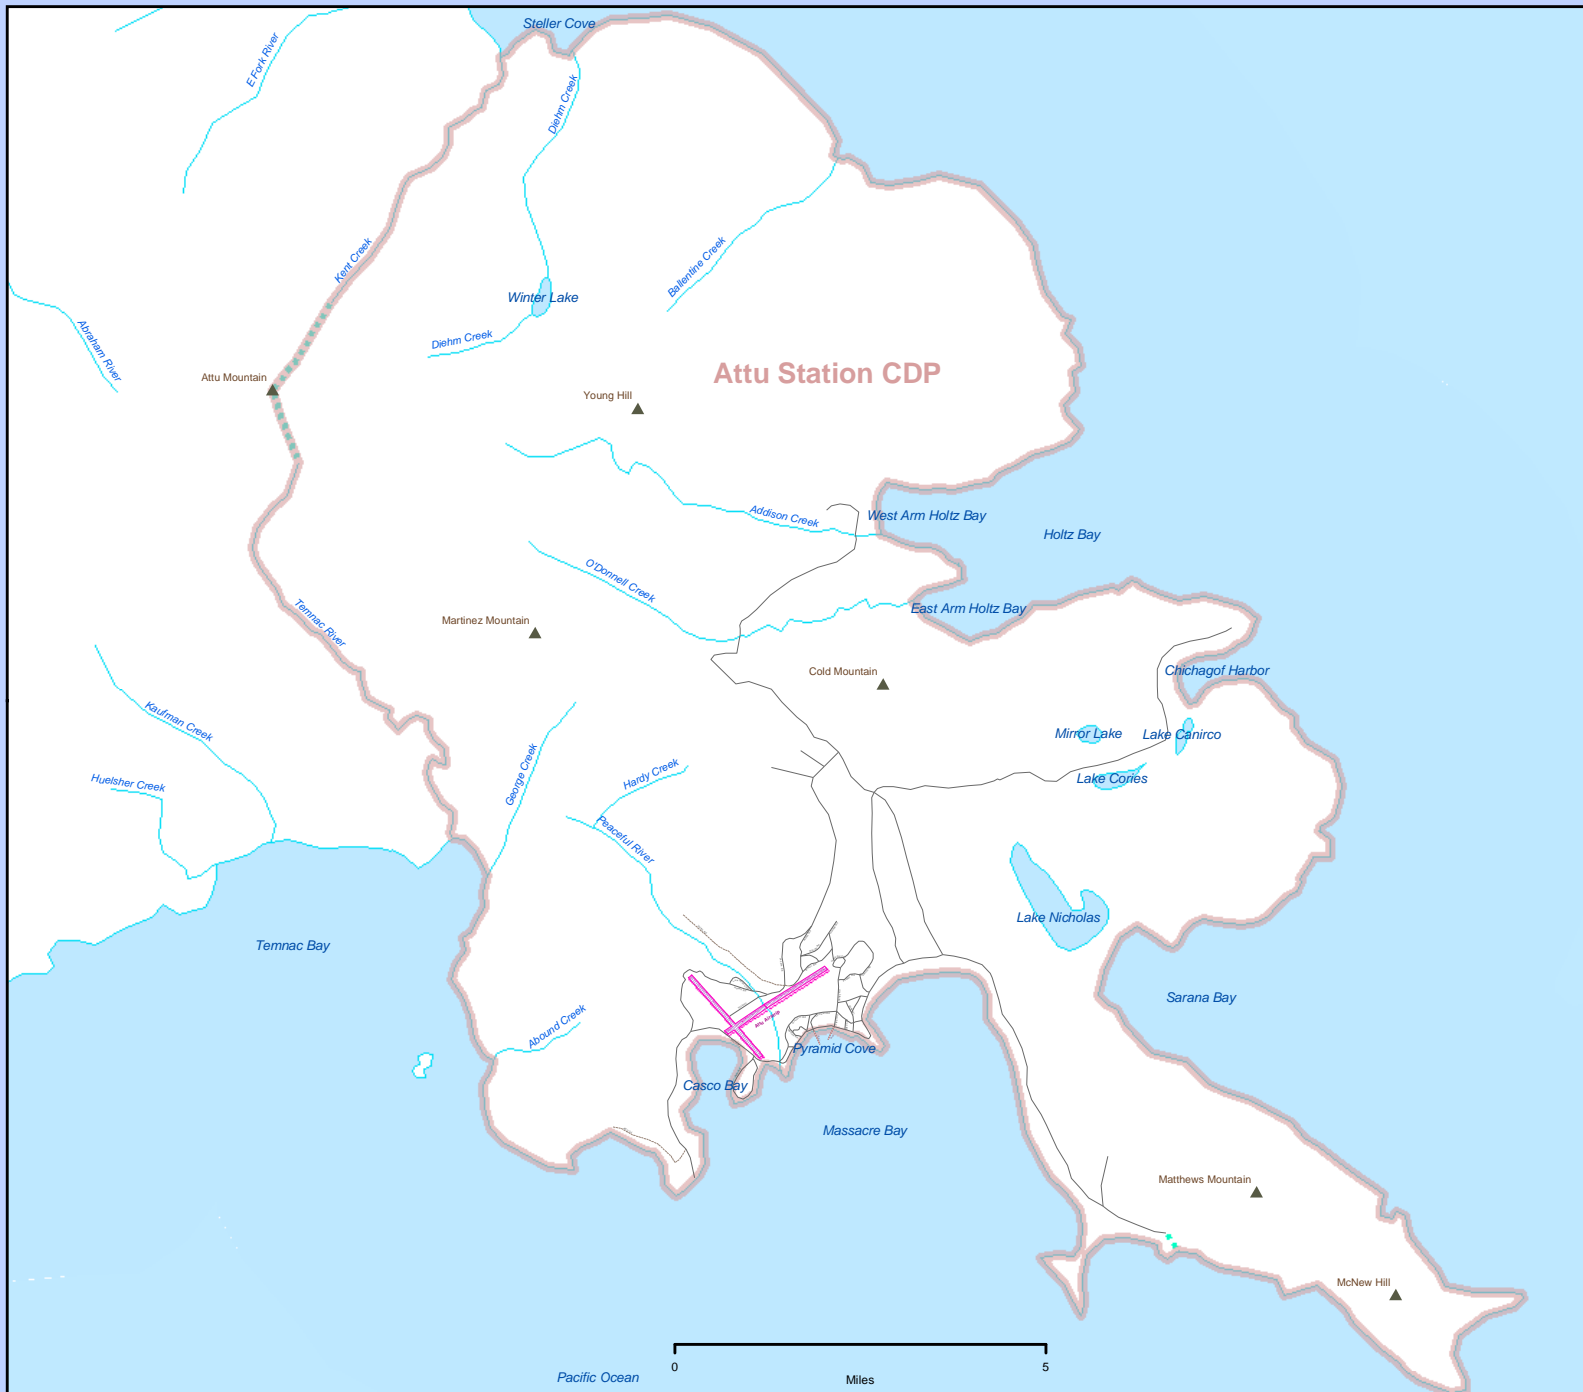 Steller Cove
E Fork River
Diehm Creek
Kent Creek
Ballentine Creek
Winter Lake
Abraham River
Diehm Creek
Attu Mountain
Attu Station CDP
Young Hill
Addison Creek
West Arm Holtz Bay
Holtz Bay
O'Donnell Creek
East Arm Holtz Bay
Temnac River
Martinez Mountain
Cold Mountain
Chichagof Harbor
Kaufman Creek
Mirror Lake
Lake Canirco
George Creek
Hardy Creek
Lake Cories
Huelsher Creek
Peaceful River
Lake Nicholas
Temnac Bay
Sarana Bay
Attu Airstrip
Abound Creek
Pyramid Cove
Casco Bay
Massacre Bay
Matthews Mountain
McNew Hill
0
5
Miles
Pacific Ocean